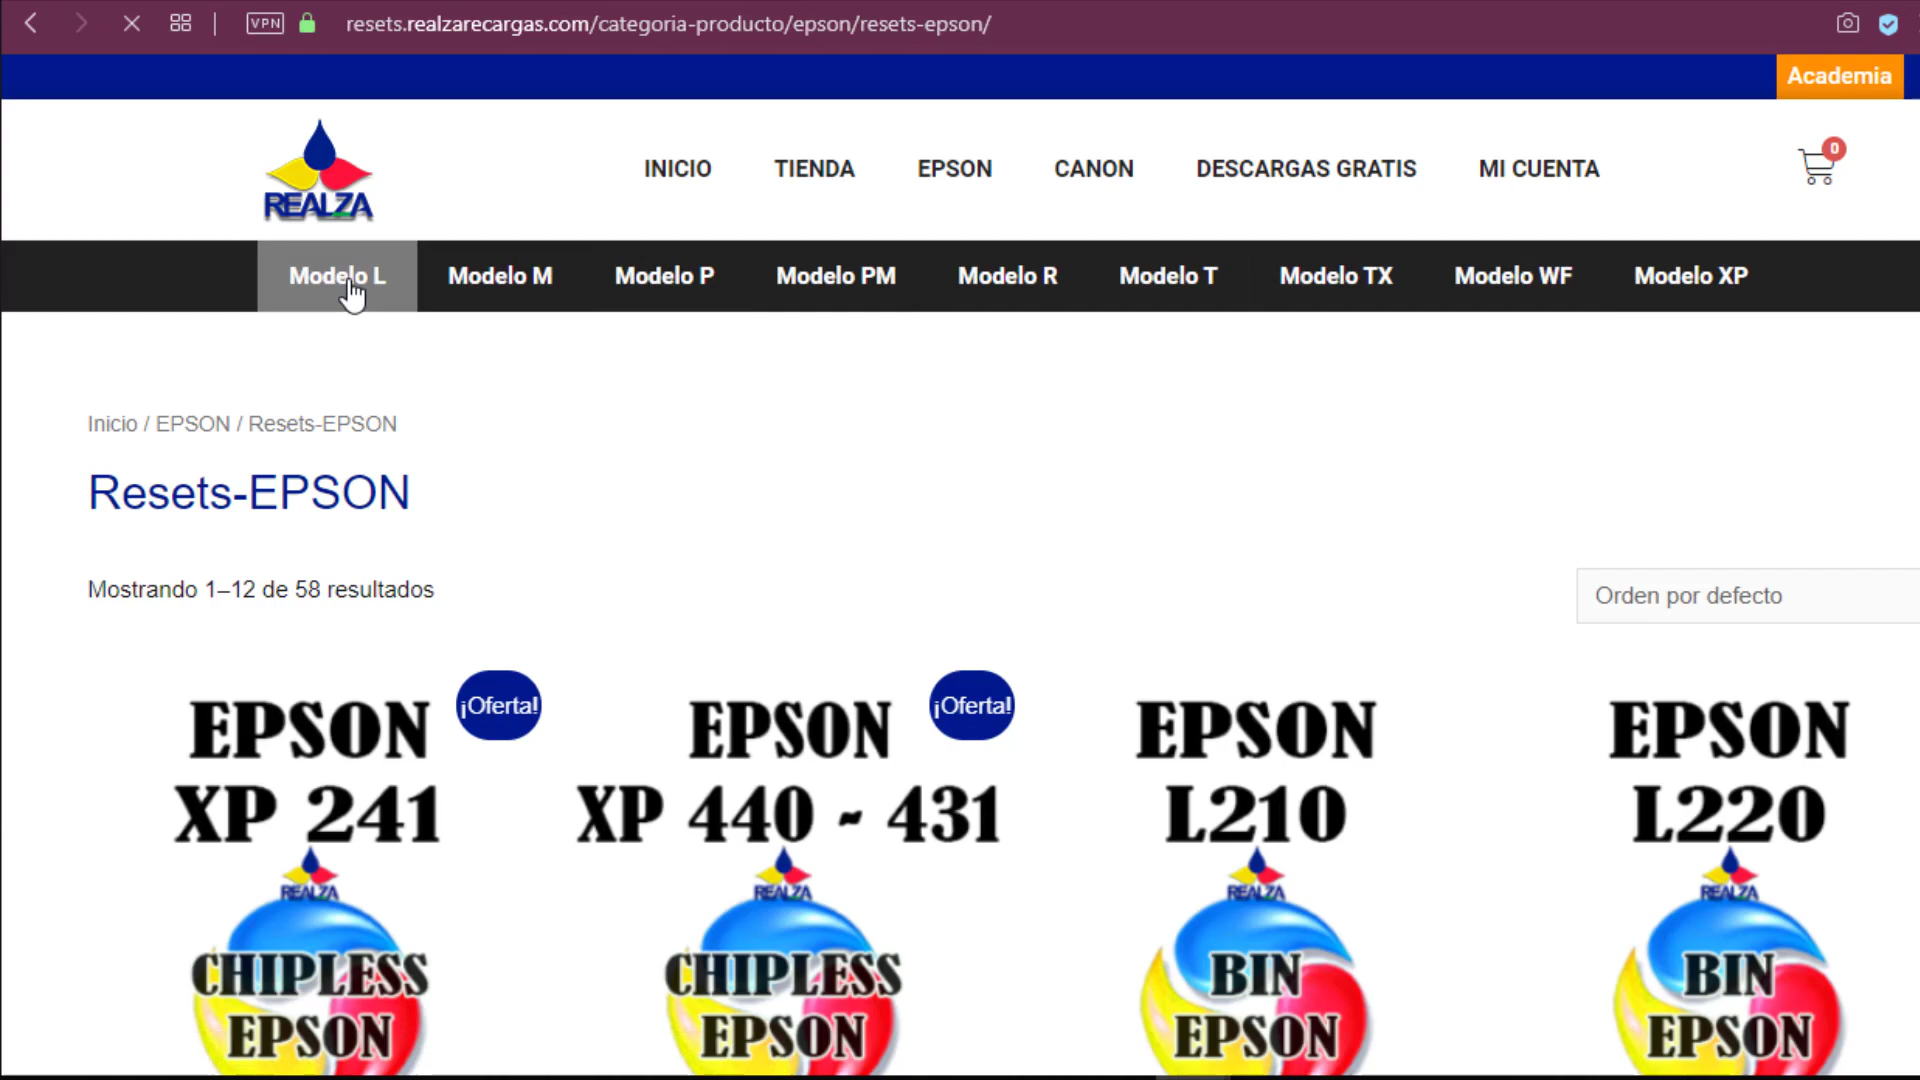 VPN resets.realzarecargas.com/categoria-producto/epson/resets-epson/
Academia
REALZA
INICIO TIENDA EPSON CANON DESCARGAS GRATIS MI CUENTA 0
Modelo L Modelo M Modelo P Modelo PM Modelo R Modelo T Modelo TX Modelo WF Modelo XP
Inicio / EPSON / Resets-EPSON
Resets-EPSON
Mostrando 1–12 de 58 resultados
Orden por defecto
EPSON
XP 241
¡Oferta!
REALZA
CHIPLESS
EPSON
EPSON
XP 440 - 431
¡Oferta!
REALZA
CHIPLESS
EPSON
EPSON
L210
REALZA
BIN
EPSON
EPSON
L220
REALZA
BIN
EPSON